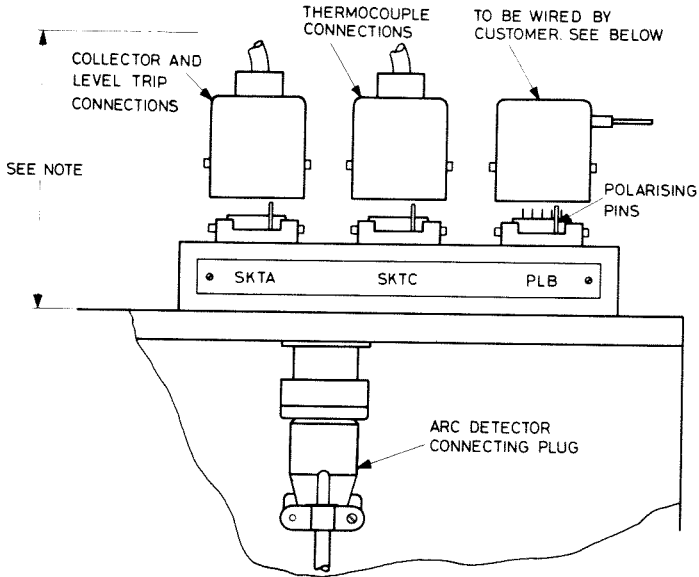 COLLECTOR AND
LEVEL TRIP
CONNECTIONS
THERMOCOUPLE
CONNECTIONS
TO BE WIRED BY
CUSTOMER. SEE BELOW
SEE NOTE
POLARISING
PINS
SKTA
SKTC
PLB
ARC DETECTOR
CONNECTING PLUG